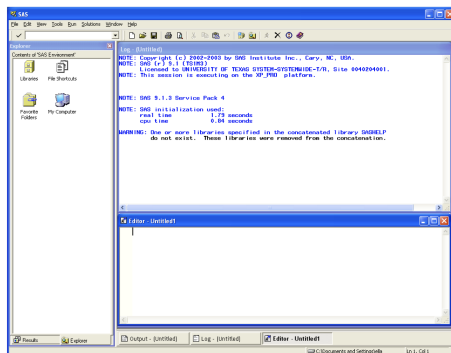 SAS
File Edit View Tools Run Solutions Window Help
Explorer
Contents of 'SAS Environment'
Libraries
File Shortcuts
Favorite Folders
My Computer
Log - (Untitled)
NOTE: Copyright (c) 2002-2003 by SAS Institute Inc., Cary, NC, USA.
NOTE: SAS (r) 9.1 (TS1M3)
Licensed to UNIVERSITY OF TEXAS SYSTEM-SYSTEMWIDE-T/R, Site 0040204001.
NOTE: This session is executing on the XP_PRO platform.
NOTE: SAS 9.1.3 Service Pack 4
NOTE: SAS initialization used:
real time 1.79 seconds
cpu time 0.84 seconds
WARNING: One or more libraries specified in the concatenated library SASHELP
do not exist. These libraries were removed from the concatenation.
Editor - Untitled1
Results
Explorer
Output - (Untitled)
Log - (Untitled)
Editor - Untitled1
C:\Documents and Settings\ella
Ln 1, Col 1